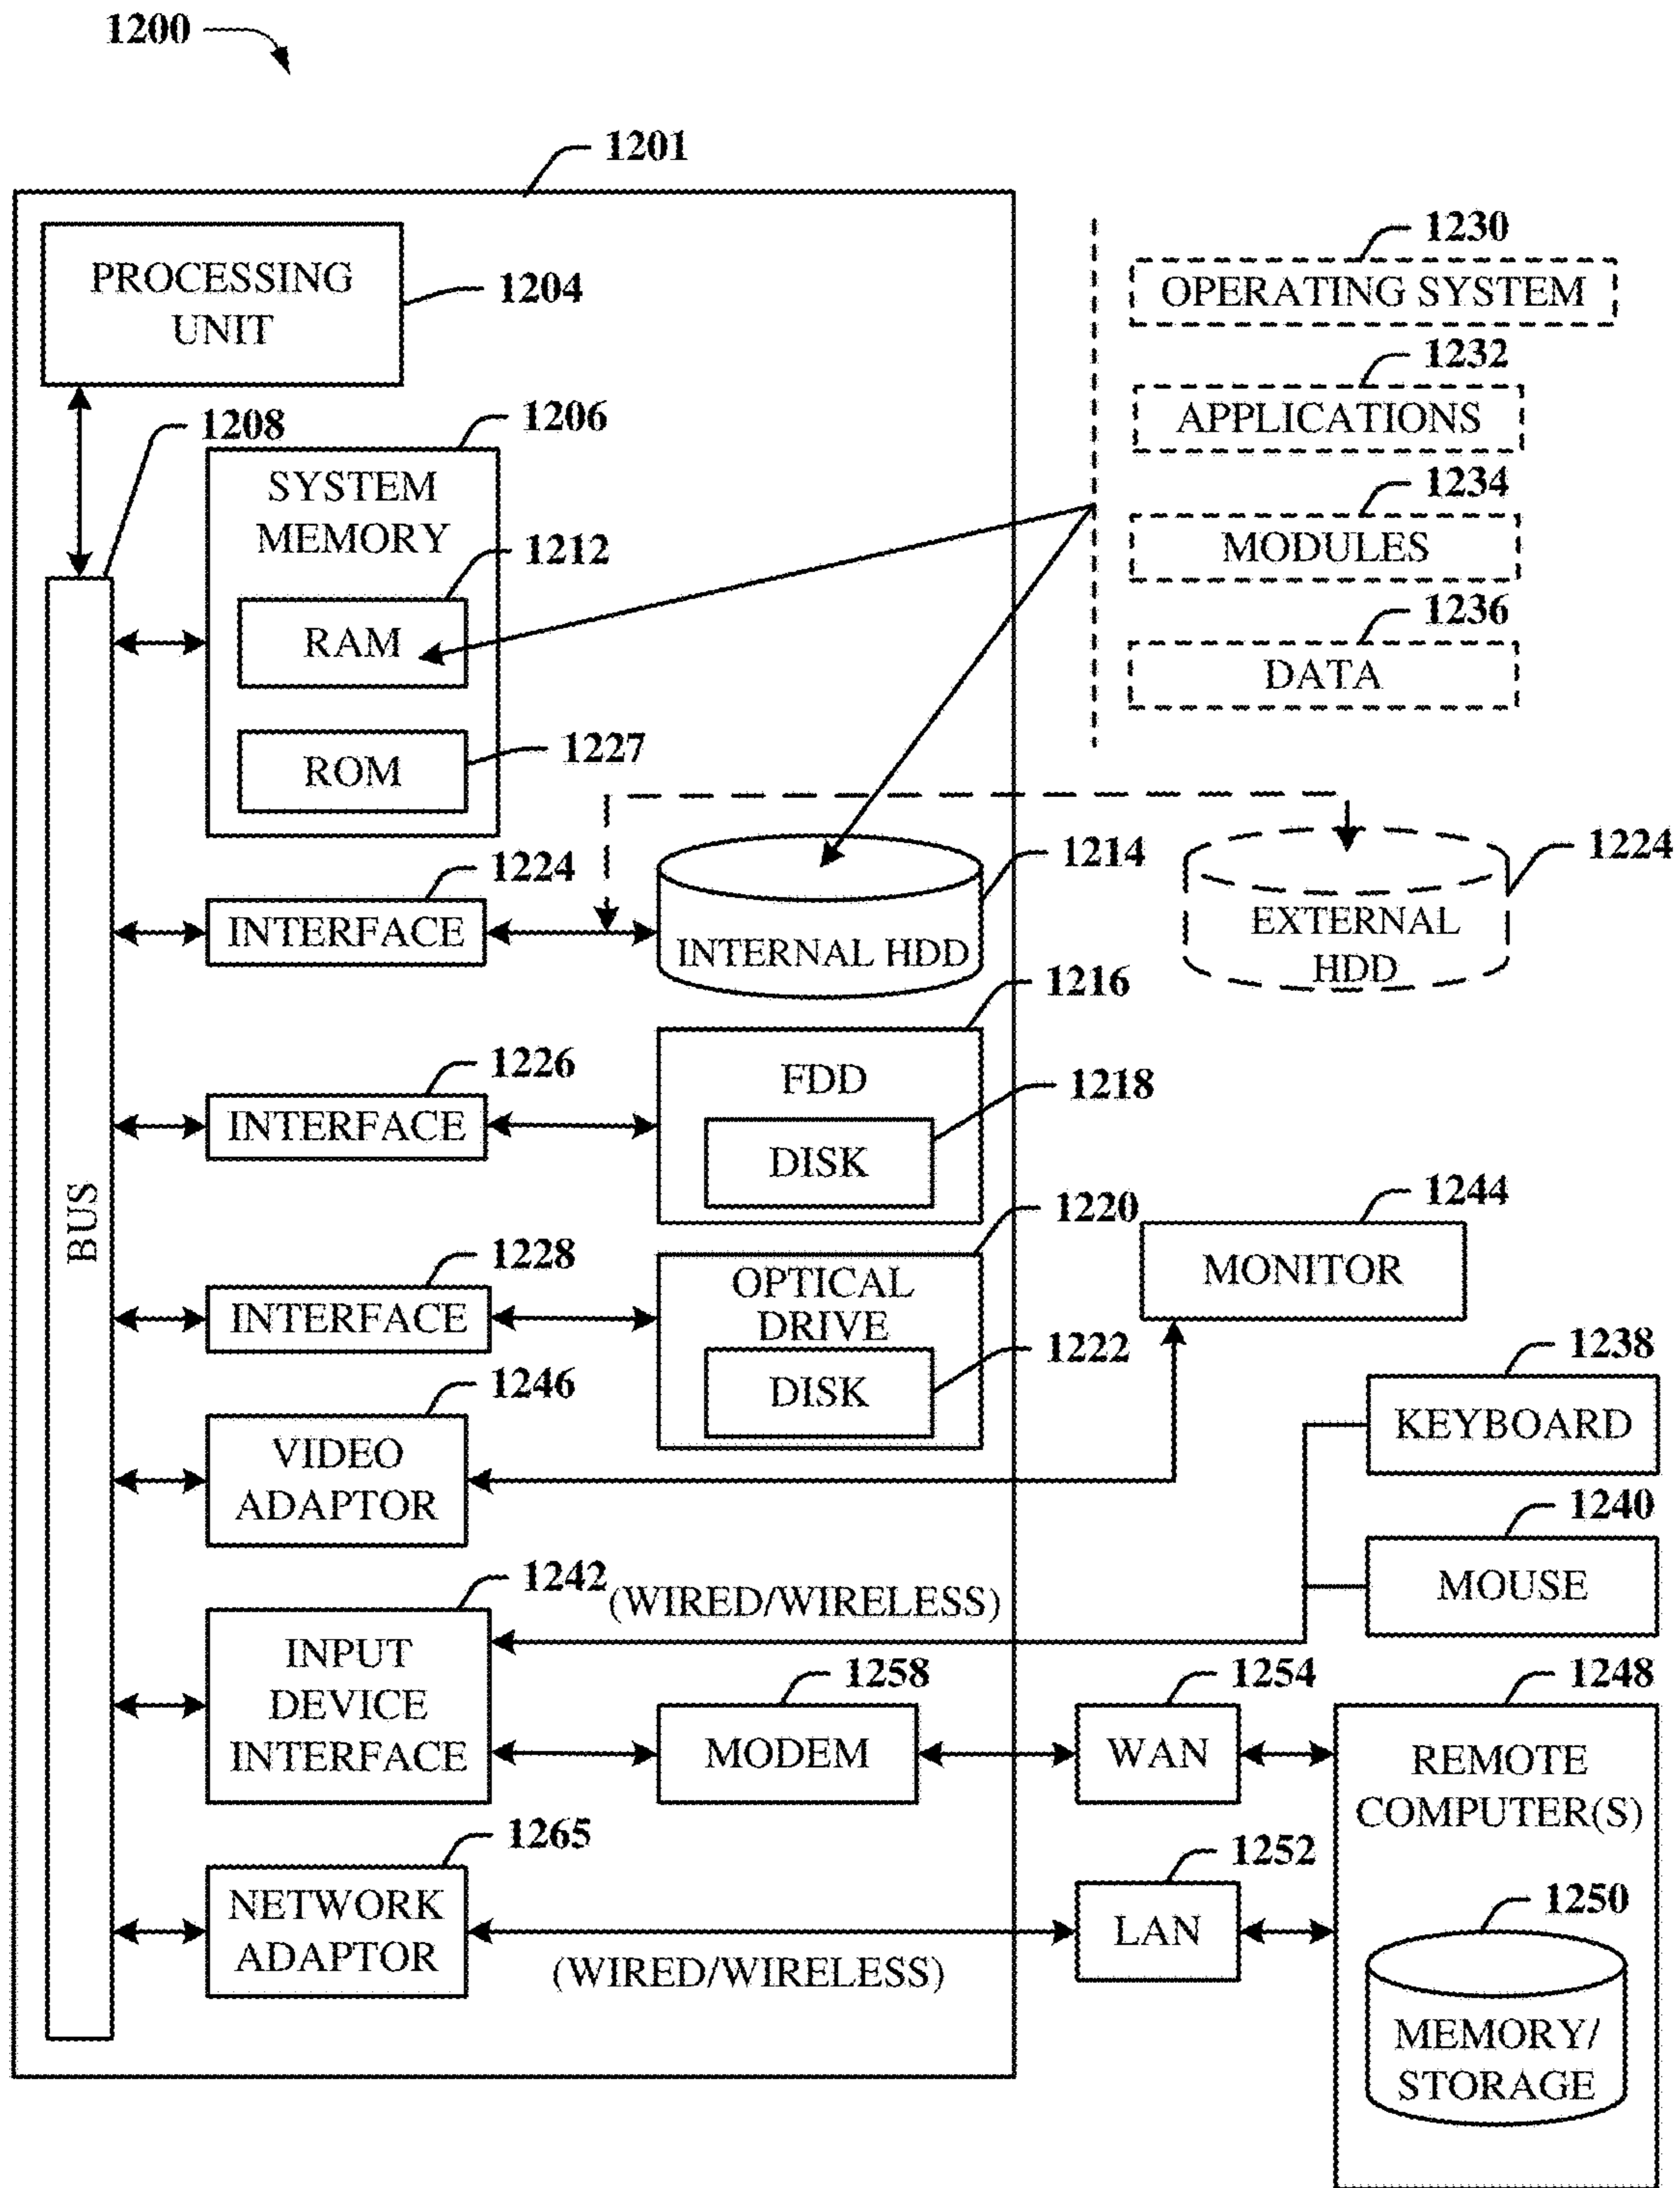 1200
1201
PROCESSING
UNIT
1204
1230
OPERATING SYSTEM
1232
APPLICATIONS
1234
MODULES
1236
DATA
1208
1206
SYSTEM
MEMORY
1212
RAM
1227
ROM
1224
INTERFACE
1214
INTERNAL HDD
1224
EXTERNAL
HDD
1216
FDD
1226
INTERFACE
1218
DISK
BUS
1220
OPTICAL
DRIVE
1228
INTERFACE
1222
DISK
1244
MONITOR
1246
VIDEO
ADAPTOR
1238
KEYBOARD
1240
MOUSE
1242
(WIRED/WIRELESS)
INPUT
DEVICE
INTERFACE
1258
MODEM
1254
WAN
1248
REMOTE
COMPUTER(S)
1265
NETWORK
ADAPTOR
(WIRED/WIRELESS)
1252
LAN
1250
MEMORY/
STORAGE